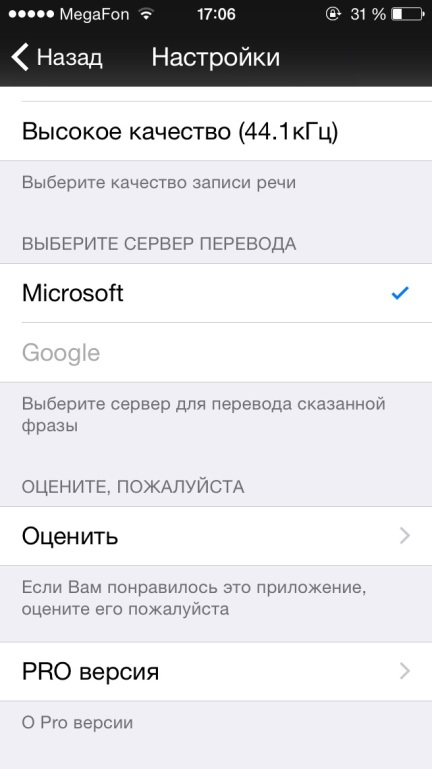 MegaFon 17:06 31 %
Назад Настройки
Высокое качество (44.1кГц)
Выберите качество записи речи
ВЫБЕРИТЕ СЕРВЕР ПЕРЕВОДА
Microsoft
Google
Выберите сервер для перевода сказанной
фразы
ОЦЕНИТЕ, ПОЖАЛУЙСТА
Оценить
Если Вам понравилось это приложение,
оцените его пожалуйста
PRO версия
О Pro версии